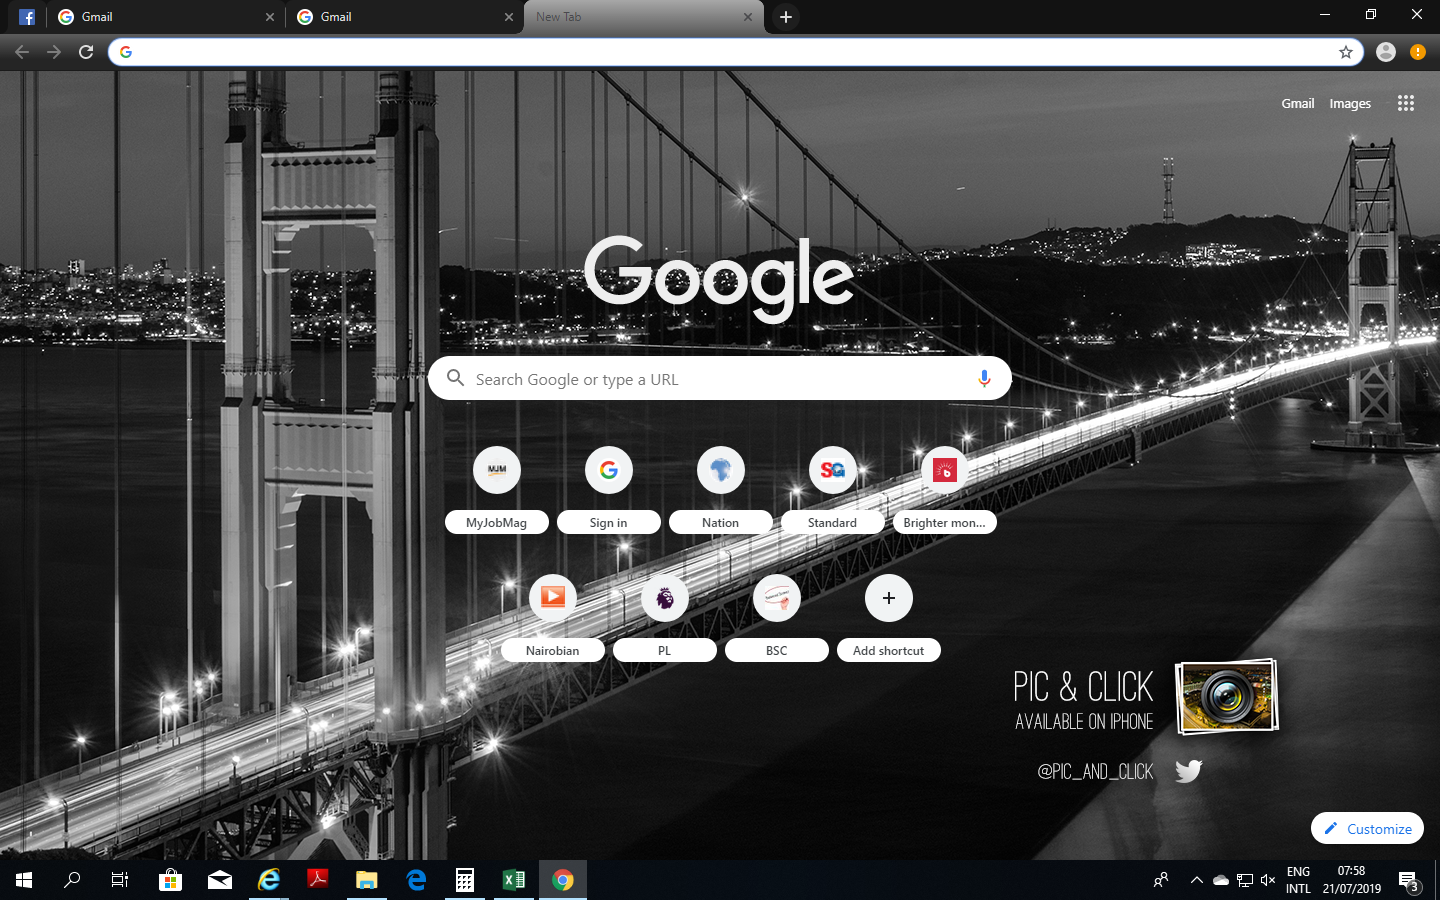 Gmail
Gmail
New Tab
Gmail Images
Google
Search Google or type a URL
MyJobMag Sign in Nation Standard Brighter mon...
Nairobian PL BSC Add shortcut
PIC & CLICK
AVAILABLE ON IPHONE
@PIC_AND_CLICK
Customize
ENG
INTL
07:58
21/07/2019
3